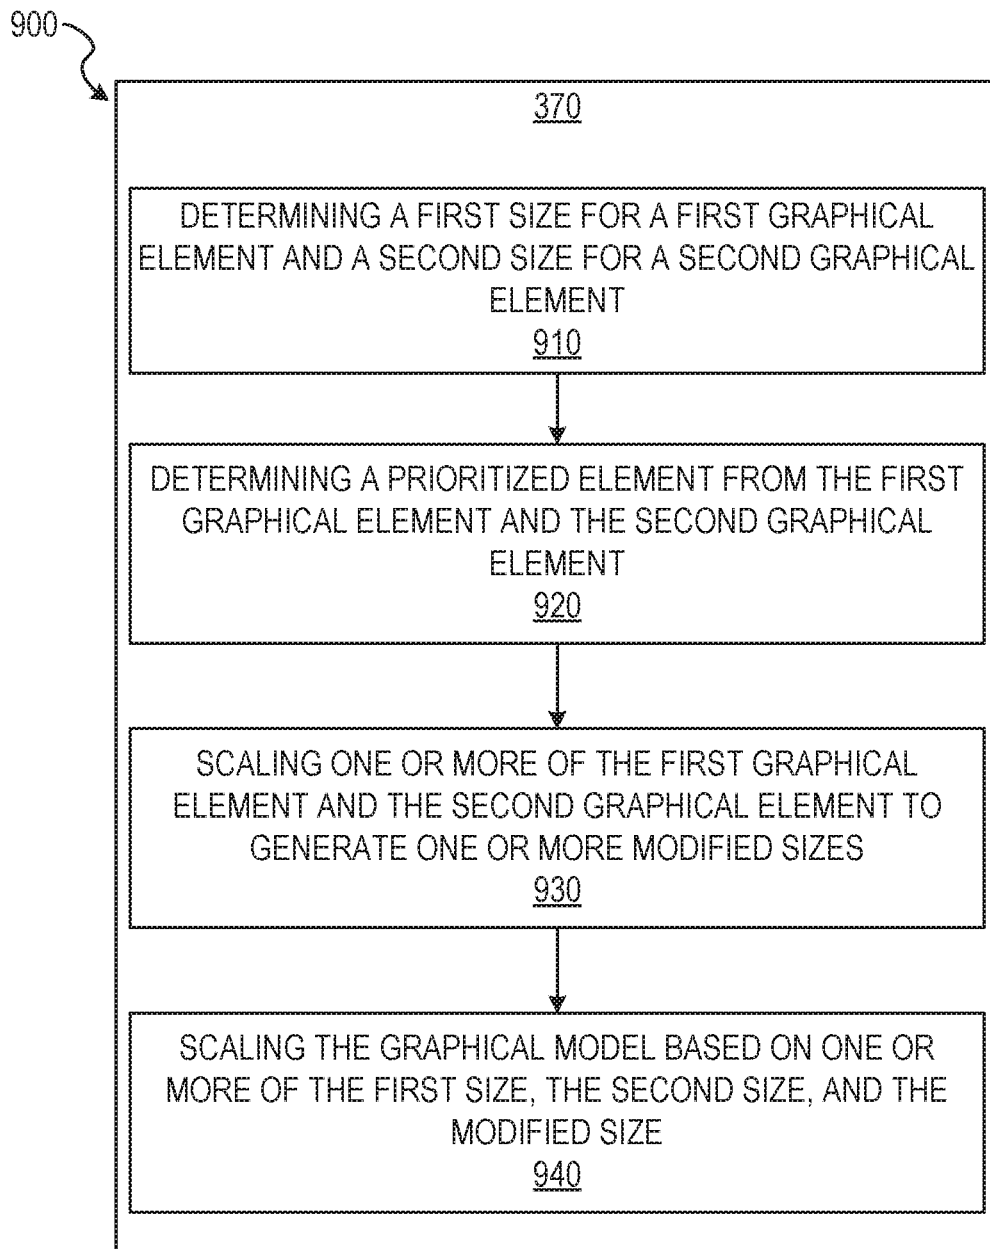 900
370
DETERMINING A FIRST SIZE FOR A FIRST GRAPHICAL
ELEMENT AND A SECOND SIZE FOR A SECOND GRAPHICAL
ELEMENT
910
DETERMINING A PRIORITIZED ELEMENT FROM THE FIRST
GRAPHICAL ELEMENT AND THE SECOND GRAPHICAL
ELEMENT
920
SCALING ONE OR MORE OF THE FIRST GRAPHICAL
ELEMENT AND THE SECOND GRAPHICAL ELEMENT TO
GENERATE ONE OR MORE MODIFIED SIZES
930
SCALING THE GRAPHICAL MODEL BASED ON ONE OR
MORE OF THE FIRST SIZE, THE SECOND SIZE, AND THE
MODIFIED SIZE
940